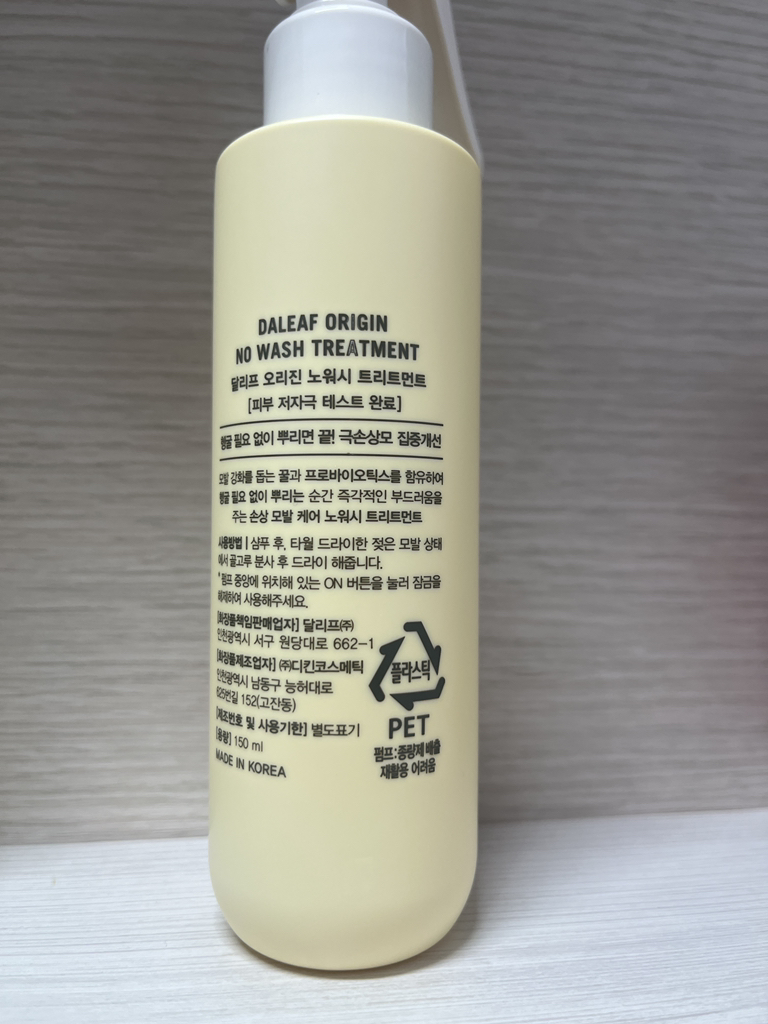 DALEAF ORIGIN
NO WASH TREATMENT
달리프 오리진 노워시 트리트먼트
[피부 저자극 테스트 완료]
헹굴 필요 없이 뿌리면 끝! 극손상모 집중개선
모발 강화를 돕는 꿀과 프로바이오틱스를 함유하여
헹굴 필요 없이 뿌리는 순간 즉각적인 부드러움을
주는 손상 모발 케어 노워시 트리트먼트
사용방법 | 샴푸 후, 타월 드라이한 젖은 모발 상태
에서 골고루 분사 후 드라이 해줍니다.
* 펌프 중앙에 위치해 있는 ON 버튼을 눌러 잠금을
해제하여 사용해주세요.
[화장품책임판매업자] 달리프㈜
인천광역시 서구 원당대로 662-1
[화장품제조업자] ㈜디킨코스메틱
인천광역시 남동구 능허대로
625번길 152(고잔동)
[제조번호 및 사용기한] 별도표기
[용량] 150 ml
MADE IN KOREA
플라스틱
PET
펌프:종량제 배출
재활용 어려움